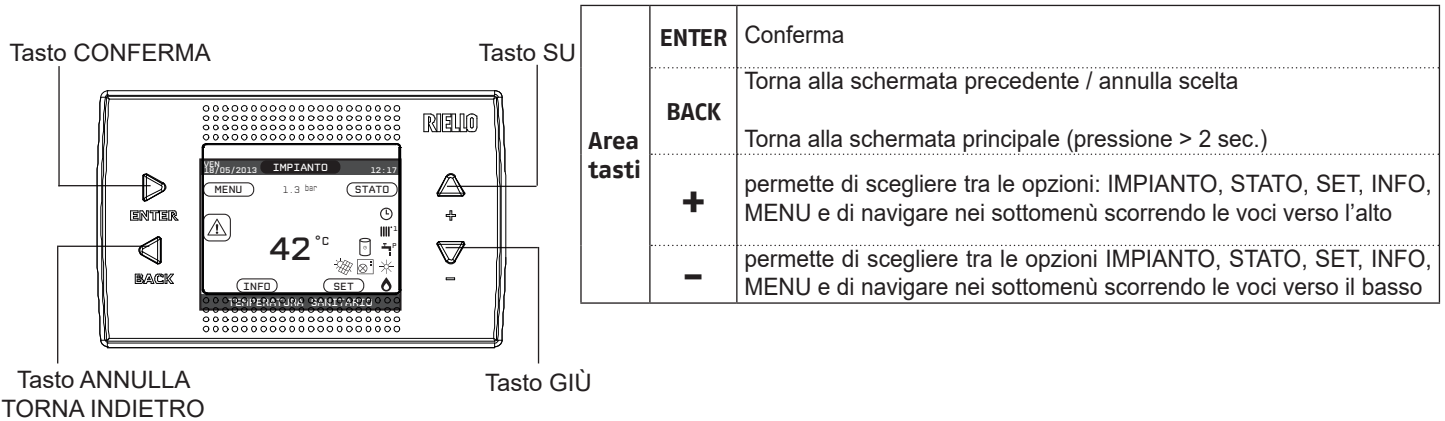 Tasto CONFERMA
Tasto SU
RIELLO
VEN
18/05/2013 IMPIANTO 12:17
MENU 1.3 bar STATO
ENTER
+
1
42 °C
P
BACK
−
INFO SET
TEMPERATURA SANITARIO
Tasto ANNULLA
TORNA INDIETRO
Tasto GIÙ
Area
tasti
ENTER Conferma
BACK
Torna alla schermata precedente / annulla scelta
Torna alla schermata principale (pressione > 2 sec.)
+
permette di scegliere tra le opzioni: IMPIANTO, STATO, SET, INFO,
MENU e di navigare nei sottomenù scorrendo le voci verso l'alto
−
permette di scegliere tra le opzioni IMPIANTO, STATO, SET, INFO,
MENU e di navigare nei sottomenù scorrendo le voci verso il basso